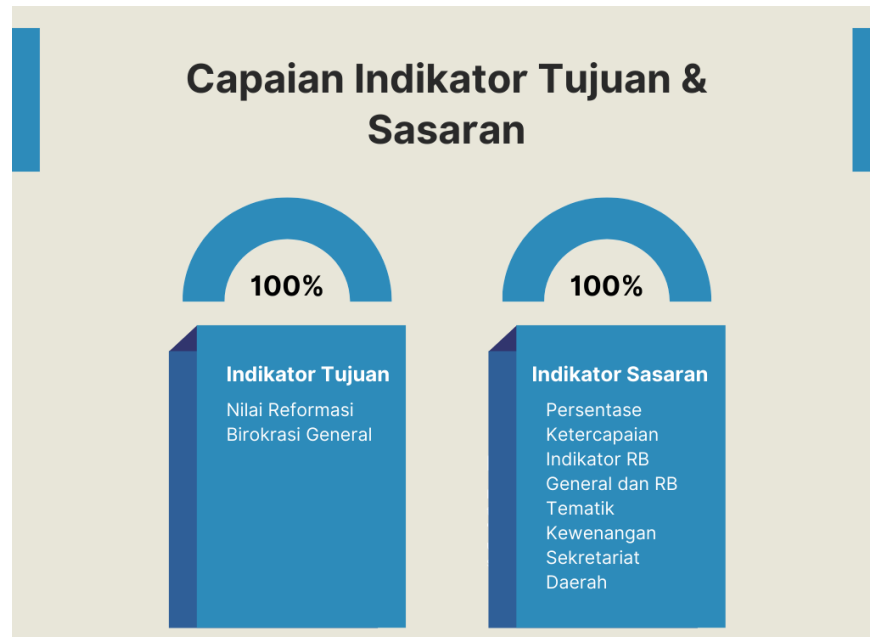 Capaian Indikator Tujuan &
Sasaran
100%
Indikator Tujuan
Nilai Reformasi
Birokrasi General
100%
Indikator Sasaran
Persentase
Ketercapaian
Indikator RB
General dan RB
Tematik
Kewenangan
Sekretariat
Daerah